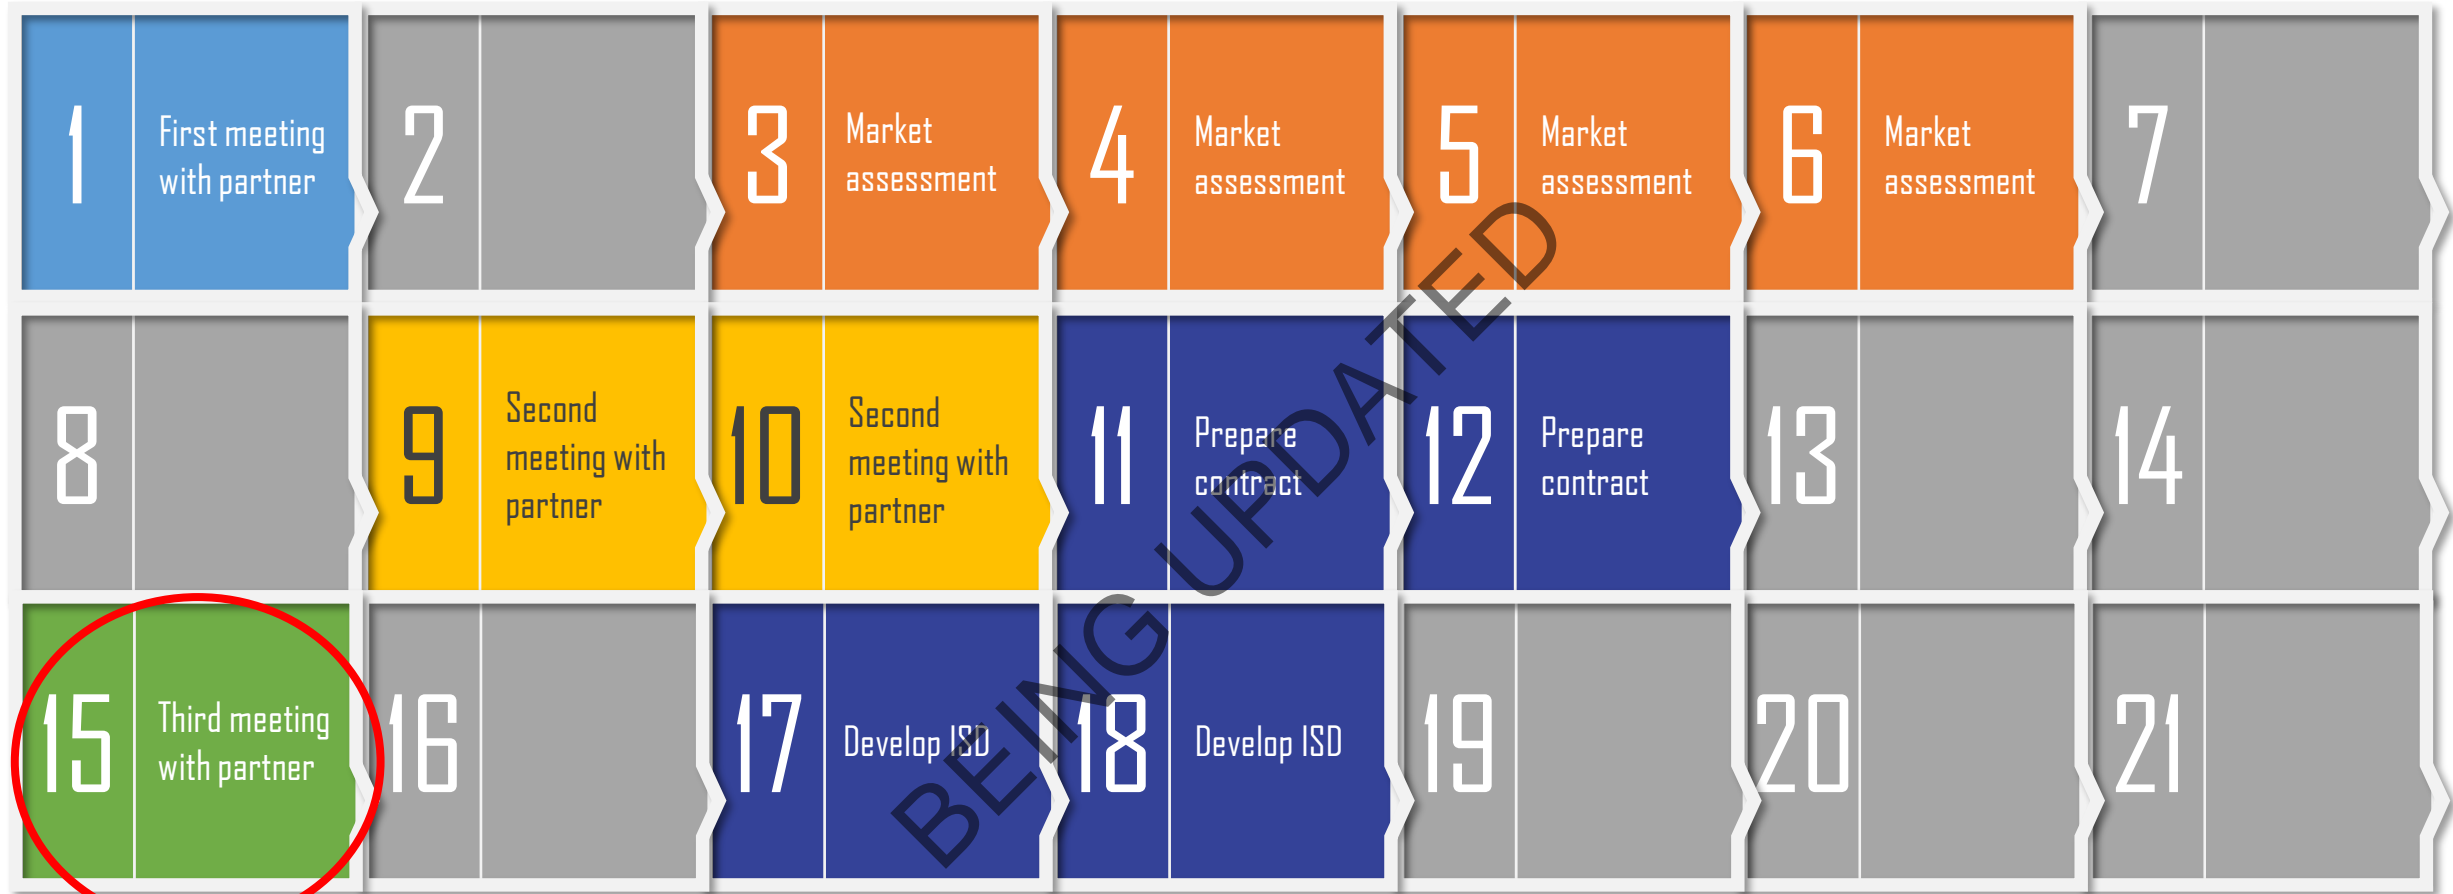 1
First meeting
with partner
2
3
Market
assessment
4
Market
assessment
5
Market
assessment
6
Market
assessment
7
8
9
Second
meeting with
partner
10
Second
meeting with
partner
11
Prepare
contract
12
Prepare
contract
13
14
15
Third meeting
with partner
16
17
Develop ISD
18
Develop ISD
19
20
21
BEING UPDATED